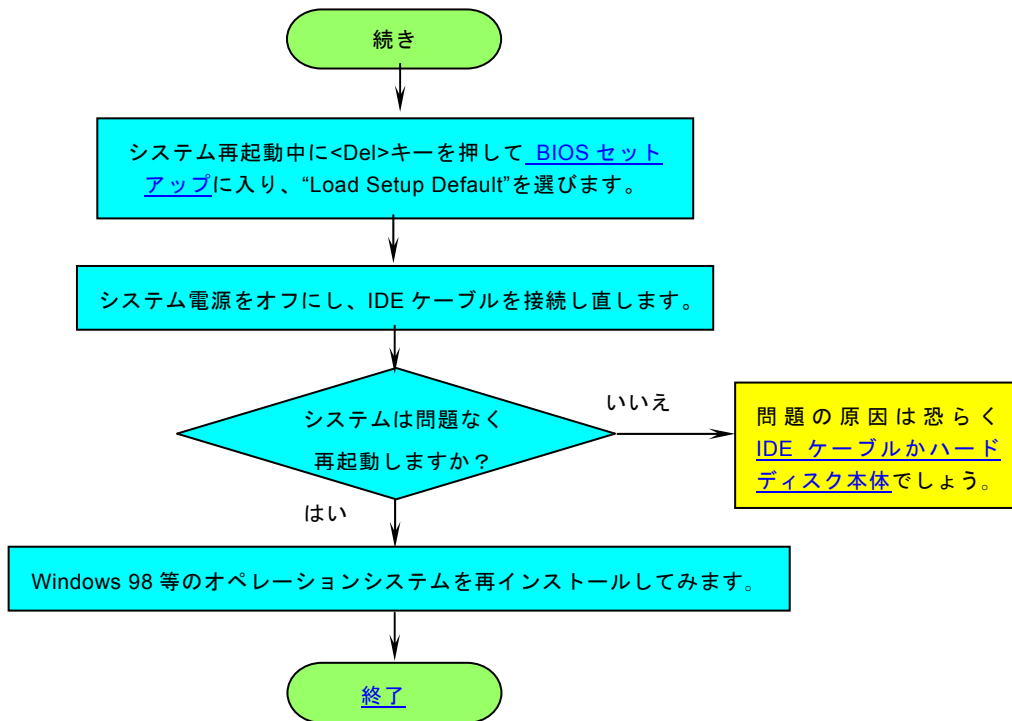 続き
システム再起動中に<Del>キーを押して BIOS セット
アップに入り、“Load Setup Default”を選びます。
システム電源をオフにし、IDE ケーブルを接続し直します。
システムは問題なく
再起動しますか？
いいえ
問題の原因は恐らく
IDE ケーブルかハード
ディスク本体でしょう。
はい
Windows 98 等のオペレーションシステムを再インストールしてみます。
終了